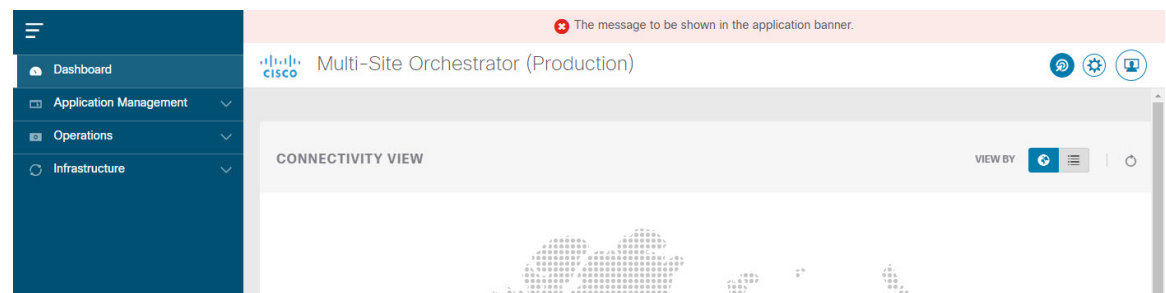 The message to be shown in the application banner.
Dashboard
Application Management
Operations
Infrastructure
CISCO
Multi-Site Orchestrator (Production)
CONNECTIVITY VIEW
VIEW BY